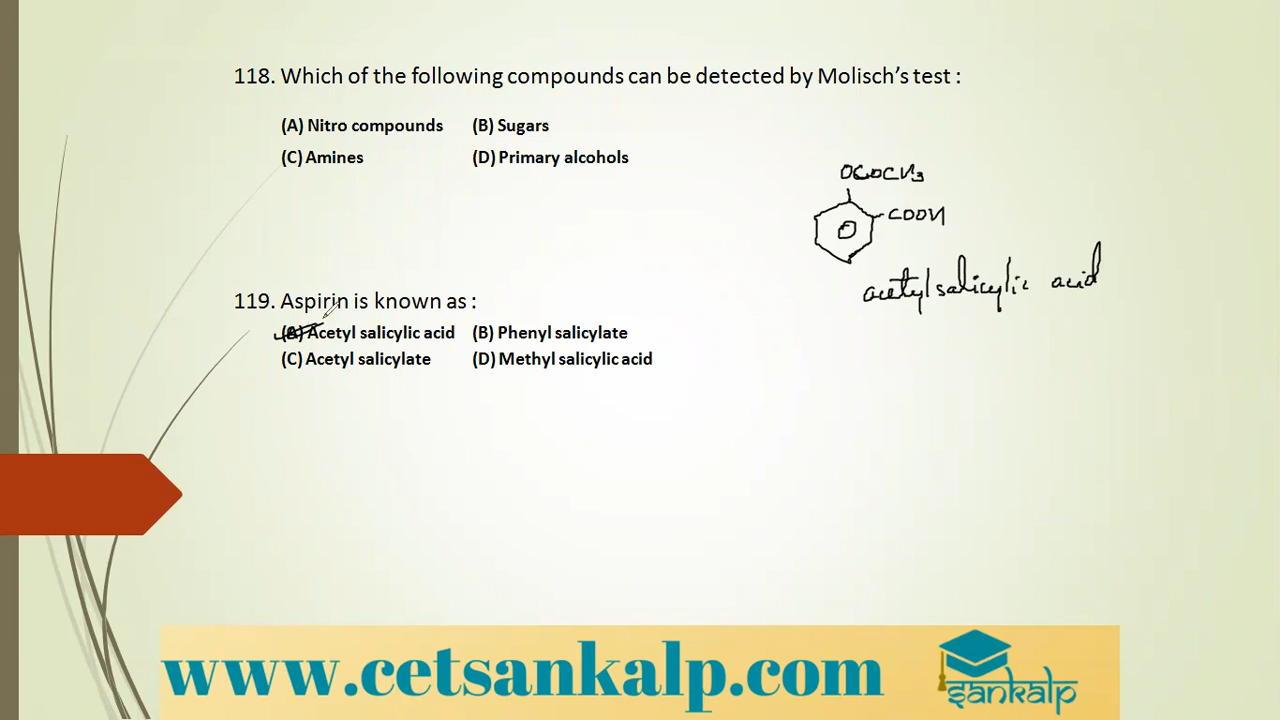 118. Which of the following compounds can be detected by Molisch's test :
(A) Nitro compounds (B) Sugars
(C) Amines (D) Primary alcohols
OCOCH3
COOH
acetylsalicylic acid
119. Aspirin is known as :
(A) Acetyl salicylic acid (B) Phenyl salicylate
(C) Acetyl salicylate (D) Methyl salicylic acid
www.cetsankalp.com
sankalp